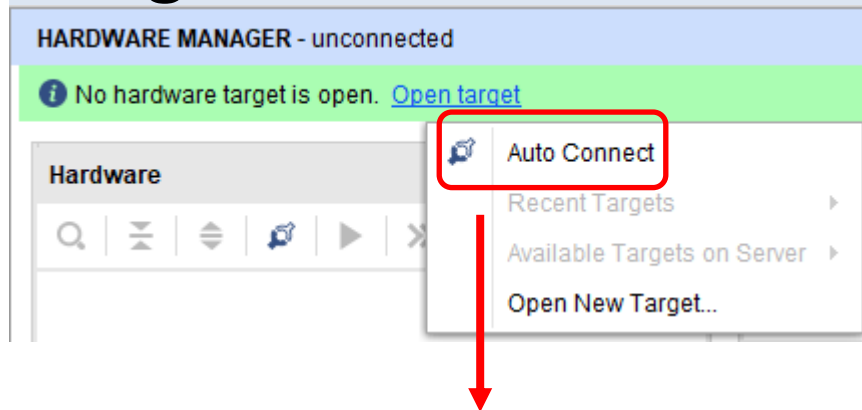 HARDWARE MANAGER - unconnected
No hardware target is open. Open target
Auto Connect
Hardware
Recent Targets
Available Targets on Server
Open New Target...